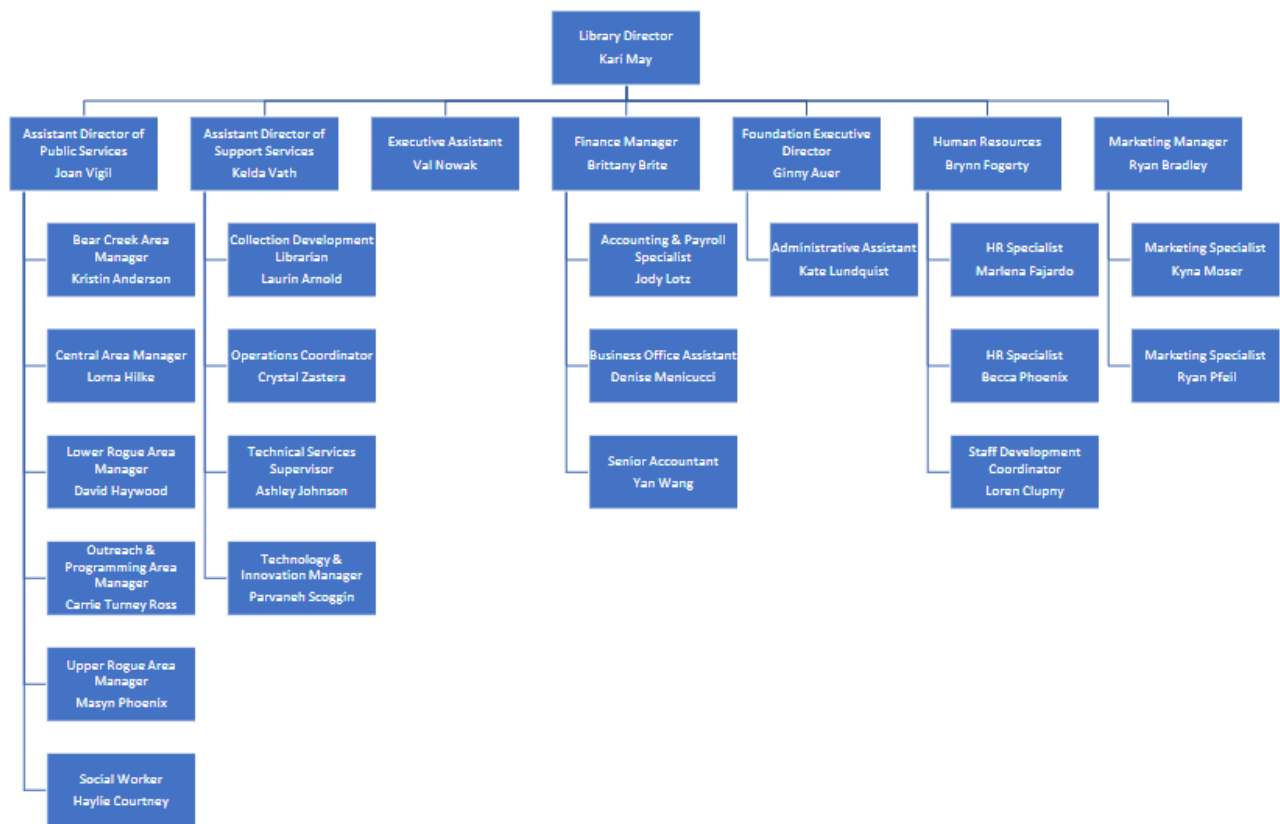 Library Director
Kari May
Assistant Director of
Public Services
Joan Vigil
Assistant Director of
Support Services
Kelda Vath
Executive Assistant
Val Nowak
Finance Manager
Brittany Brite
Foundation Executive
Director
Ginny Auer
Human Resources
Brynn Fogerty
Marketing Manager
Ryan Bradley
Bear Creek Area
Manager
Kristin Anderson
Collection Development
Librarian
Laurin Arnold
Accounting & Payroll
Specialist
Jody Lotz
Administrative Assistant
Kate Lundquist
HR Specialist
Marlena Fajardo
Marketing Specialist
Kyna Moser
Central Area Manager
Lorna Hilke
Operations Coordinator
Crystal Zastera
Business Office Assistant
Denise Menicucci
HR Specialist
Becca Phoenix
Marketing Specialist
Ryan Pfeil
Lower Rogue Area
Manager
David Haywood
Technical Services
Supervisor
Ashley Johnson
Senior Accountant
Yan Wang
Staff Development
Coordinator
Loren Clupny
Outreach &
Programming Area
Manager
Carrie Turney Ross
Technology &
Innovation Manager
Parvaneh Scoggin
Upper Rogue Area
Manager
Masyn Phoenix
Social Worker
Haylie Courtney